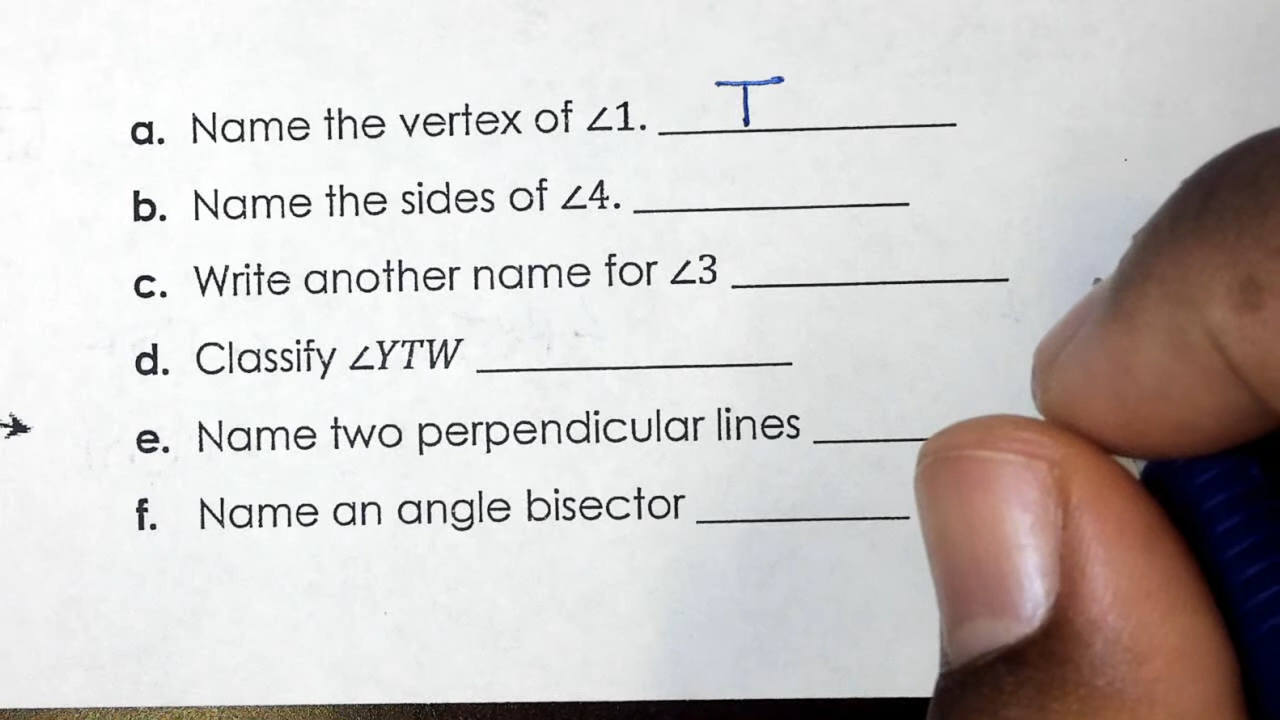 a. Name the vertex of ∠1. T
b. Name the sides of ∠4.
c. Write another name for ∠3
d. Classify ∠YTW
e. Name two perpendicular lines
f. Name an angle bisector